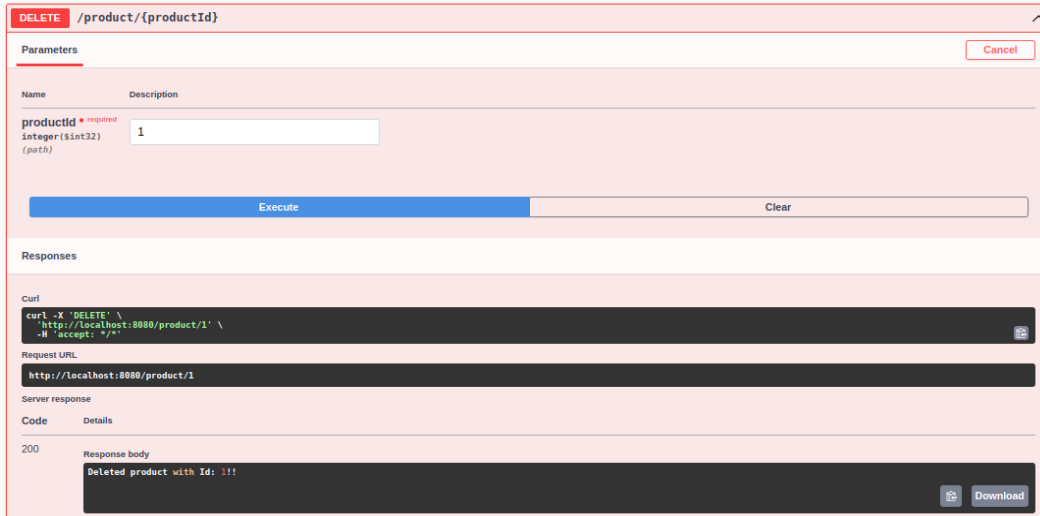 DELETE /product/{productId}
Parameters
Cancel
Name Description
productId * required
integer($int32)
(path)
1
Execute Clear
Responses
Curl
curl -X 'DELETE' \
'http://localhost:8080/product/1' \
-H 'accept: */*'
Request URL
http://localhost:8080/product/1
Server response
Code Details
200
Response body
Deleted product with Id: 1!!
Download